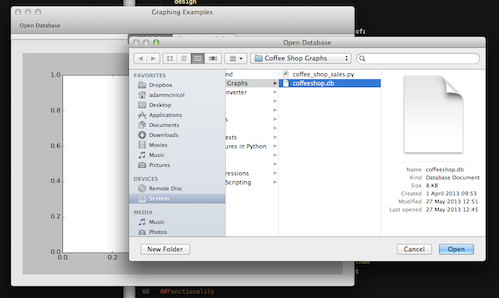 design
Graphing Examples
Open Database
of:
Open Database
Coffee Shop Graphs
FAVORITES
Dropbox
adammcnicol
Desktop
Applications
Documents
Downloads
Movies
Music
Pictures
DEVICES
Remote Disc
System
MEDIA
Music
Photos
nd
Graphs
nverter
s
ests
ures in Python
ressions
Scripting
coffee_shop_sales.py
coffeeshop.db
Name coffeeshop.db
Kind Database Document
Size 8 KB
Created 1 April 2013 09:53
Modified 27 May 2013 12:51
Last opened 27 May 2013 12:45
New Folder
Cancel
Open
1.0
0.8
0.6
0.4
0.2
0.0
0.0
0.2
66 ##Functionality